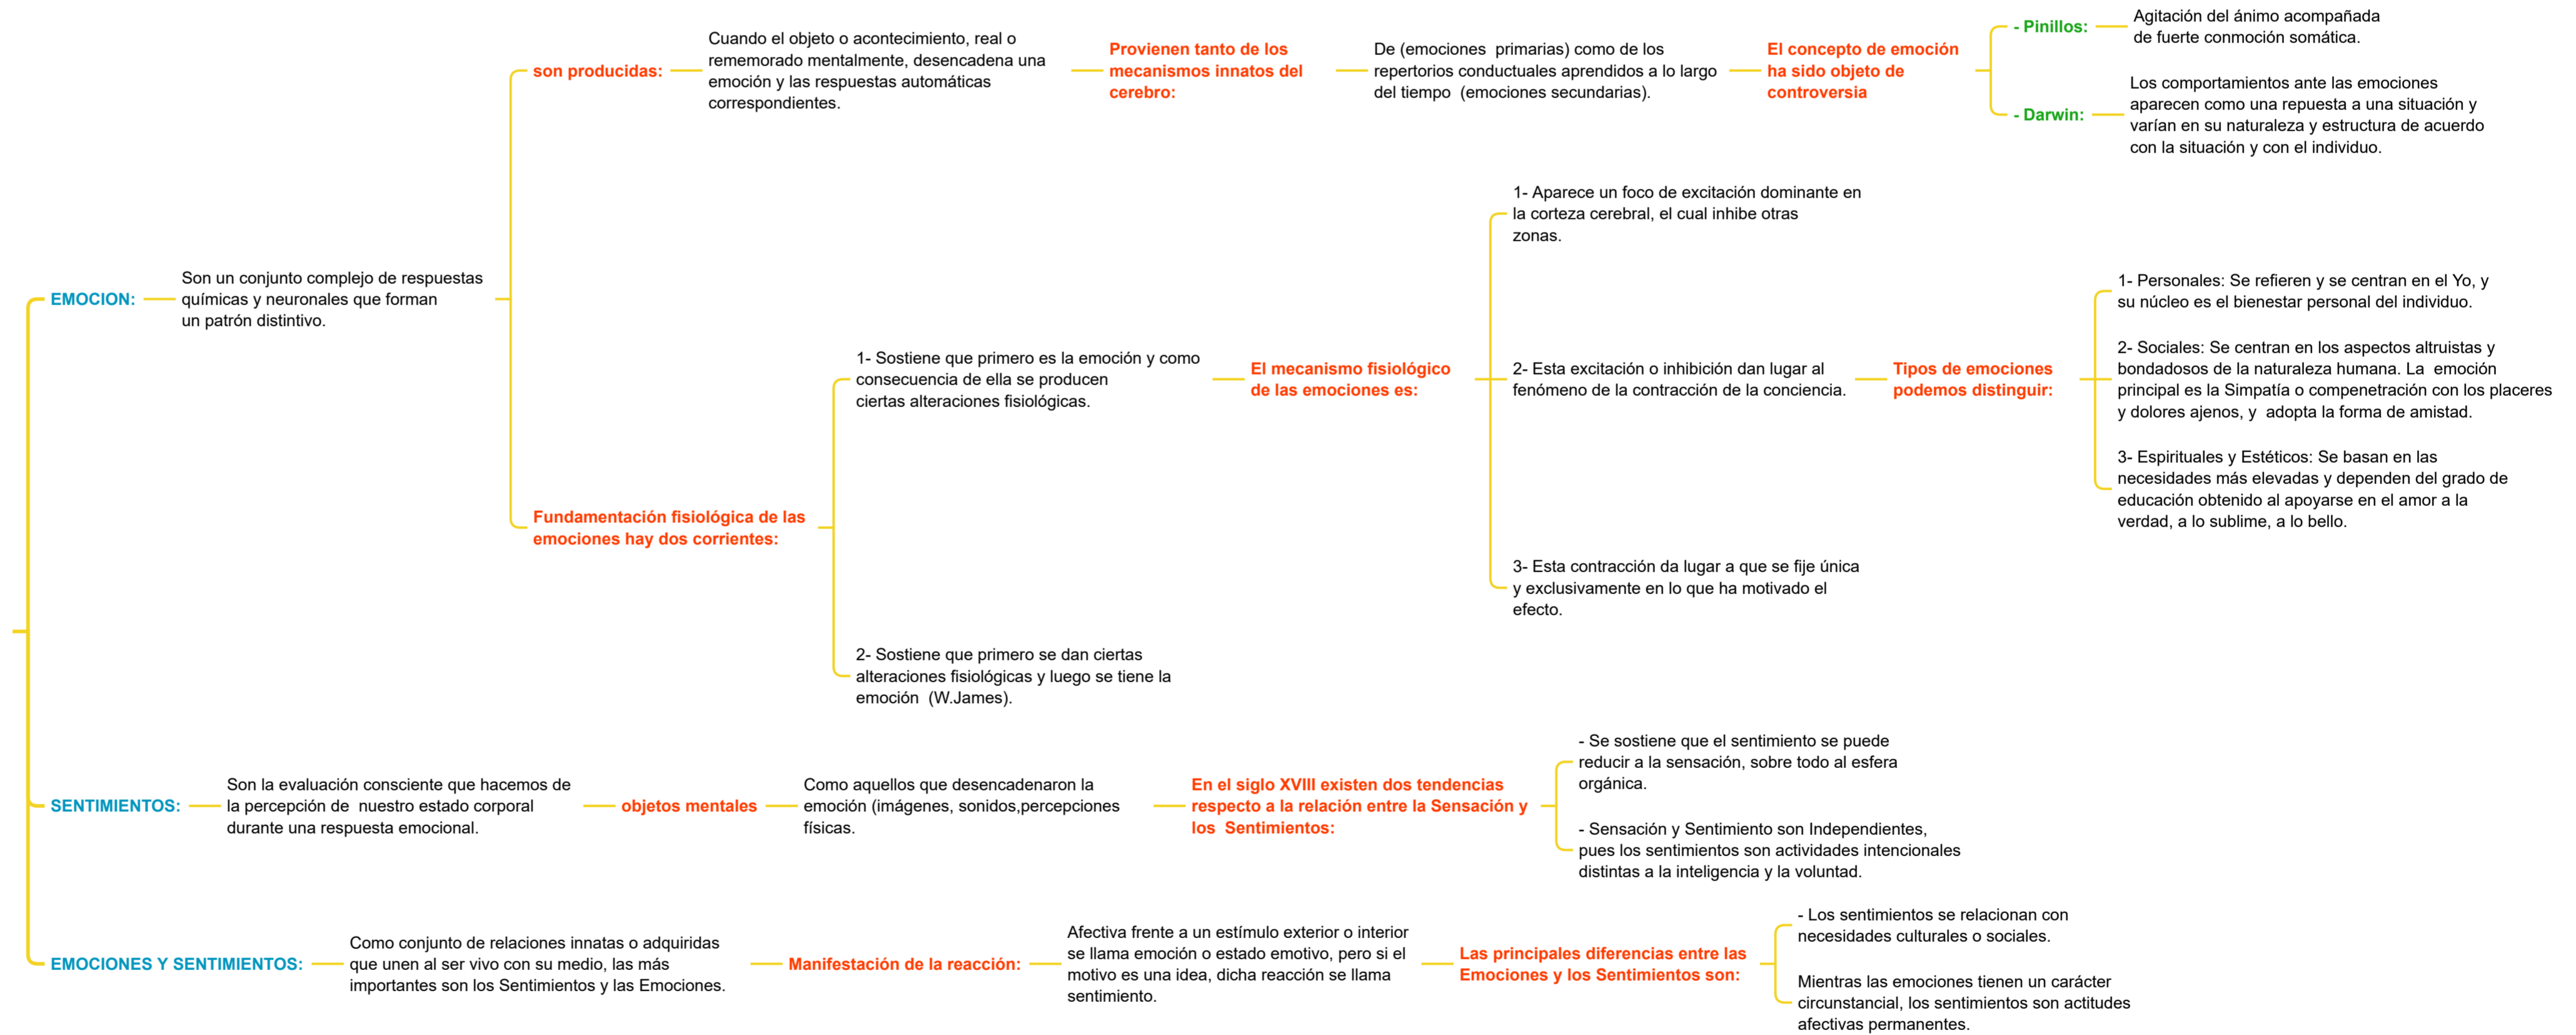 EMOCION:
Son un conjunto complejo de respuestas
químicas y neuronales que forman
un patrón distintivo.
son producidas:
Cuando el objeto o acontecimiento, real o
rememorado mentalmente, desencadena una
emoción y las respuestas automáticas
correspondientes.
Provienen tanto de los
mecanismos innatos del
cerebro:
De (emociones  primarias) como de los
repertorios conductuales aprendidos a lo largo
del tiempo  (emociones secundarias).
El concepto de emoción
ha sido objeto de
controversia
- Pinillos:
Agitación del ánimo acompañada
de fuerte conmoción somática.
- Darwin:
Los comportamientos ante las emociones
aparecen como una repuesta a una situación y
varían en su naturaleza y estructura de acuerdo
con la situación y con el individuo.
Fundamentación fisiológica de las
emociones hay dos corrientes:
1- Sostiene que primero es la emoción y como
consecuencia de ella se producen
ciertas alteraciones fisiológicas.
El mecanismo fisiológico
de las emociones es:
1- Aparece un foco de excitación dominante en
la corteza cerebral, el cual inhibe otras
zonas.
2- Esta excitación o inhibición dan lugar al
fenómeno de la contracción de la conciencia.
Tipos de emociones
podemos distinguir:
1- Personales: Se refieren y se centran en el Yo, y
su núcleo es el bienestar personal del individuo.
2- Sociales: Se centran en los aspectos altruistas y
bondadosos de la naturaleza humana. La  emoción
principal es la Simpatía o compenetración con los placeres
y dolores ajenos, y  adopta la forma de amistad.
3- Espirituales y Estéticos: Se basan en las
necesidades más elevadas y dependen del grado de
educación obtenido al apoyarse en el amor a la
verdad, a lo sublime, a lo bello.
3- Esta contracción da lugar a que se fije única
y exclusivamente en lo que ha motivado el
efecto.
2- Sostiene que primero se dan ciertas
alteraciones fisiológicas y luego se tiene la
emoción  (W.James).
SENTIMIENTOS:
Son la evaluación consciente que hacemos de
la percepción de  nuestro estado corporal
durante una respuesta emocional.
objetos mentales
Como aquellos que desencadenaron la
emoción (imágenes, sonidos,percepciones
físicas.
En el siglo XVIII existen dos tendencias
respecto a la relación entre la Sensación y
los  Sentimientos:
- Se sostiene que el sentimiento se puede
reducir a la sensación, sobre todo al esfera
orgánica.
- Sensación y Sentimiento son Independientes,
pues los sentimientos son actividades intencionales
distintas a la inteligencia y la voluntad.
EMOCIONES Y SENTIMIENTOS:
Como conjunto de relaciones innatas o adquiridas
que unen al ser vivo con su medio, las más
importantes son los Sentimientos y las Emociones.
Manifestación de la reacción:
Afectiva frente a un estímulo exterior o interior
se llama emoción o estado emotivo, pero si el
motivo es una idea, dicha reacción se llama
sentimiento.
Las principales diferencias entre las
Emociones y los Sentimientos son:
- Los sentimientos se relacionan con
necesidades culturales o sociales.
Mientras las emociones tienen un carácter
circunstancial, los sentimientos son actitudes
afectivas permanentes.